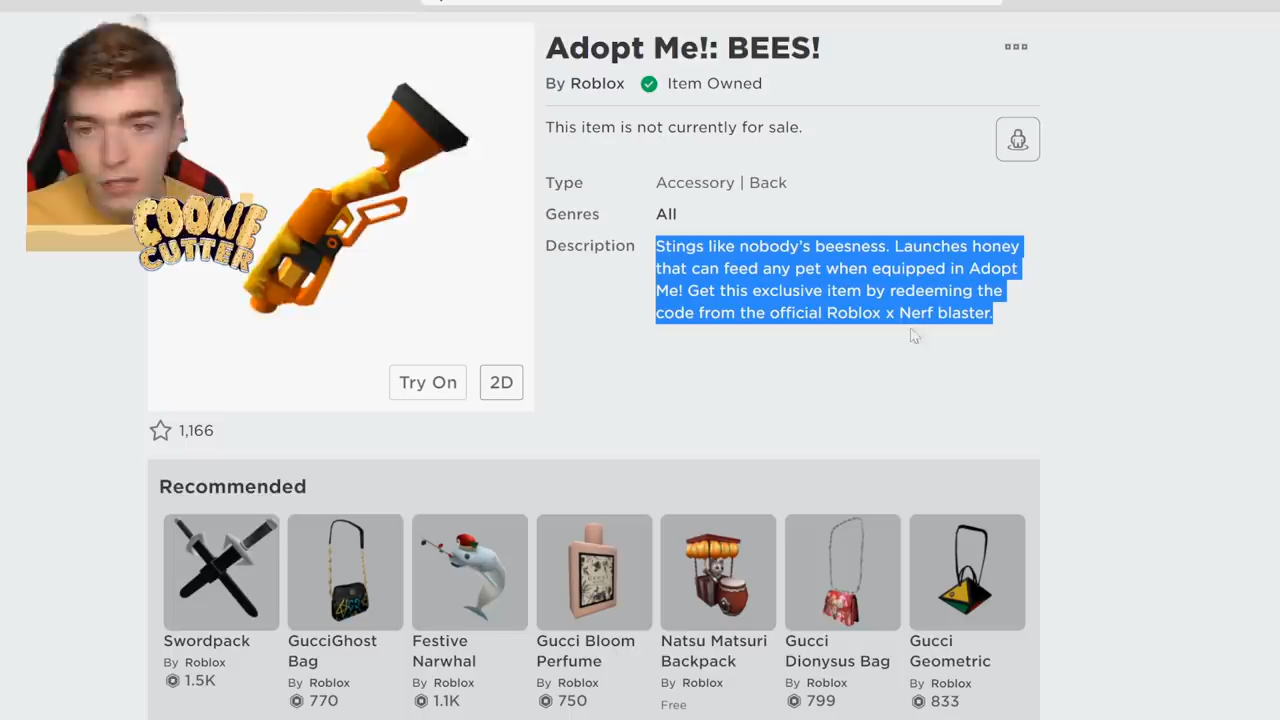 Adopt Me!: BEES!
By Roblox Item Owned
This item is not currently for sale.
Type Accessory | Back
Genres All
Description Stings like nobody's beesness. Launches honey
that can feed any pet when equipped in Adopt
Me! Get this exclusive item by redeeming the
code from the official Roblox x Nerf blaster.
COOKIE
CUTTER
Try On 2D
1,166
Recommended
Swordpack
By Roblox
1.5K
GucciGhost
Bag
By Roblox
770
Festive
Narwhal
By Roblox
1.1K
Gucci Bloom
Perfume
By Roblox
750
Natsu Matsuri
Backpack
By Roblox
Free
Gucci
Dionysus Bag
By Roblox
799
Gucci
Geometric
By Roblox
833